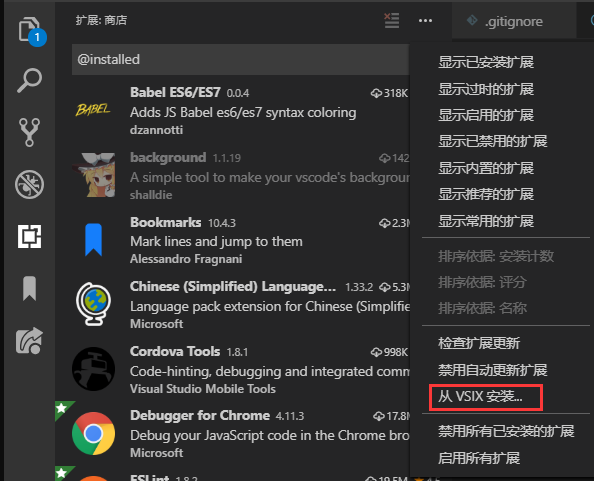 扩展: 商店
.gitignore
1
@installed
Babel ES6/ES7 0.0.4 318K
Adds JS Babel es6/es7 syntax coloring
dzannotti
BABEL
background 1.1.19 142
A simple tool to make your vscode's background
shalldie
Bookmarks 10.4.3 2.3M
Mark lines and jump to them
Alessandro Fragnani
Chinese (Simplified) Language... 1.33.2 5.3
Language pack extension for Chinese (Simplified)
Microsoft
Cordova Tools 1.8.1 998K
Code-hinting, debugging and integrated comm
Visual Studio Mobile Tools
Debugger for Chrome 4.11.3 17.8
Debug your JavaScript code in the Chrome bro
Microsoft
ESLint 1.8.2 19.5M 4.5
显示已安装扩展
显示过时的扩展
显示启用的扩展
显示已禁用的扩展
显示内置的扩展
显示推荐的扩展
显示常用的扩展
排序依据: 安装计数
排序依据: 评分
排序依据: 名称
检查扩展更新
禁用自动更新扩展
从 VSIX 安装...
禁用所有已安装的扩展
启用所有扩展